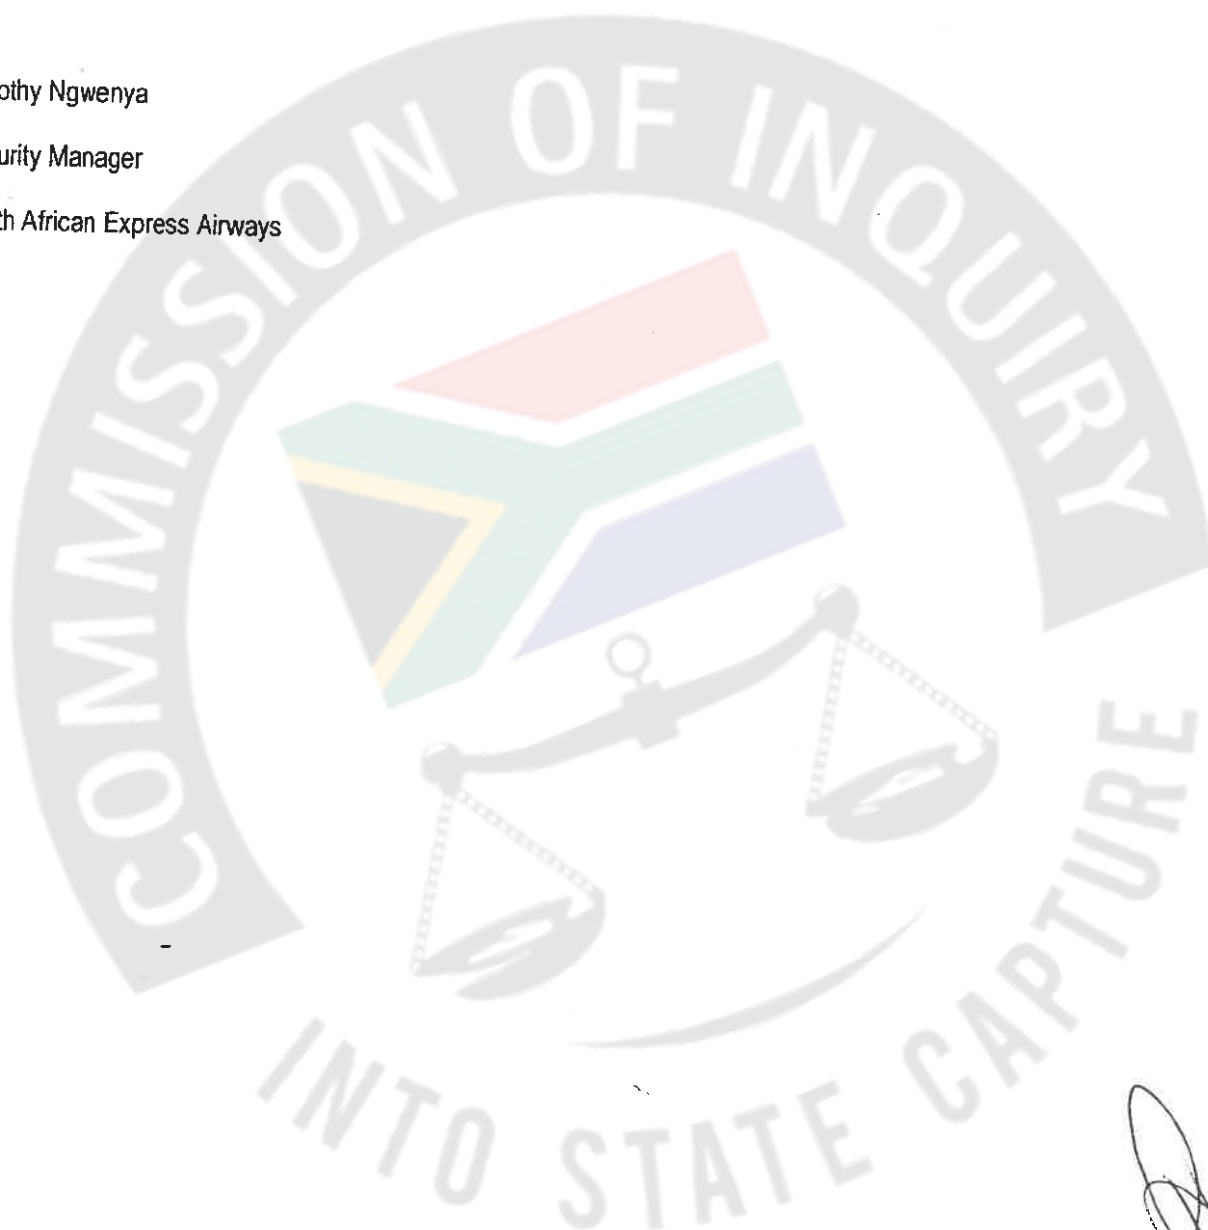 othy Ngwenya
urity Manager
th African Express Airways
COMMISSION OF INQUIRY
INTO STATE CAPTURE